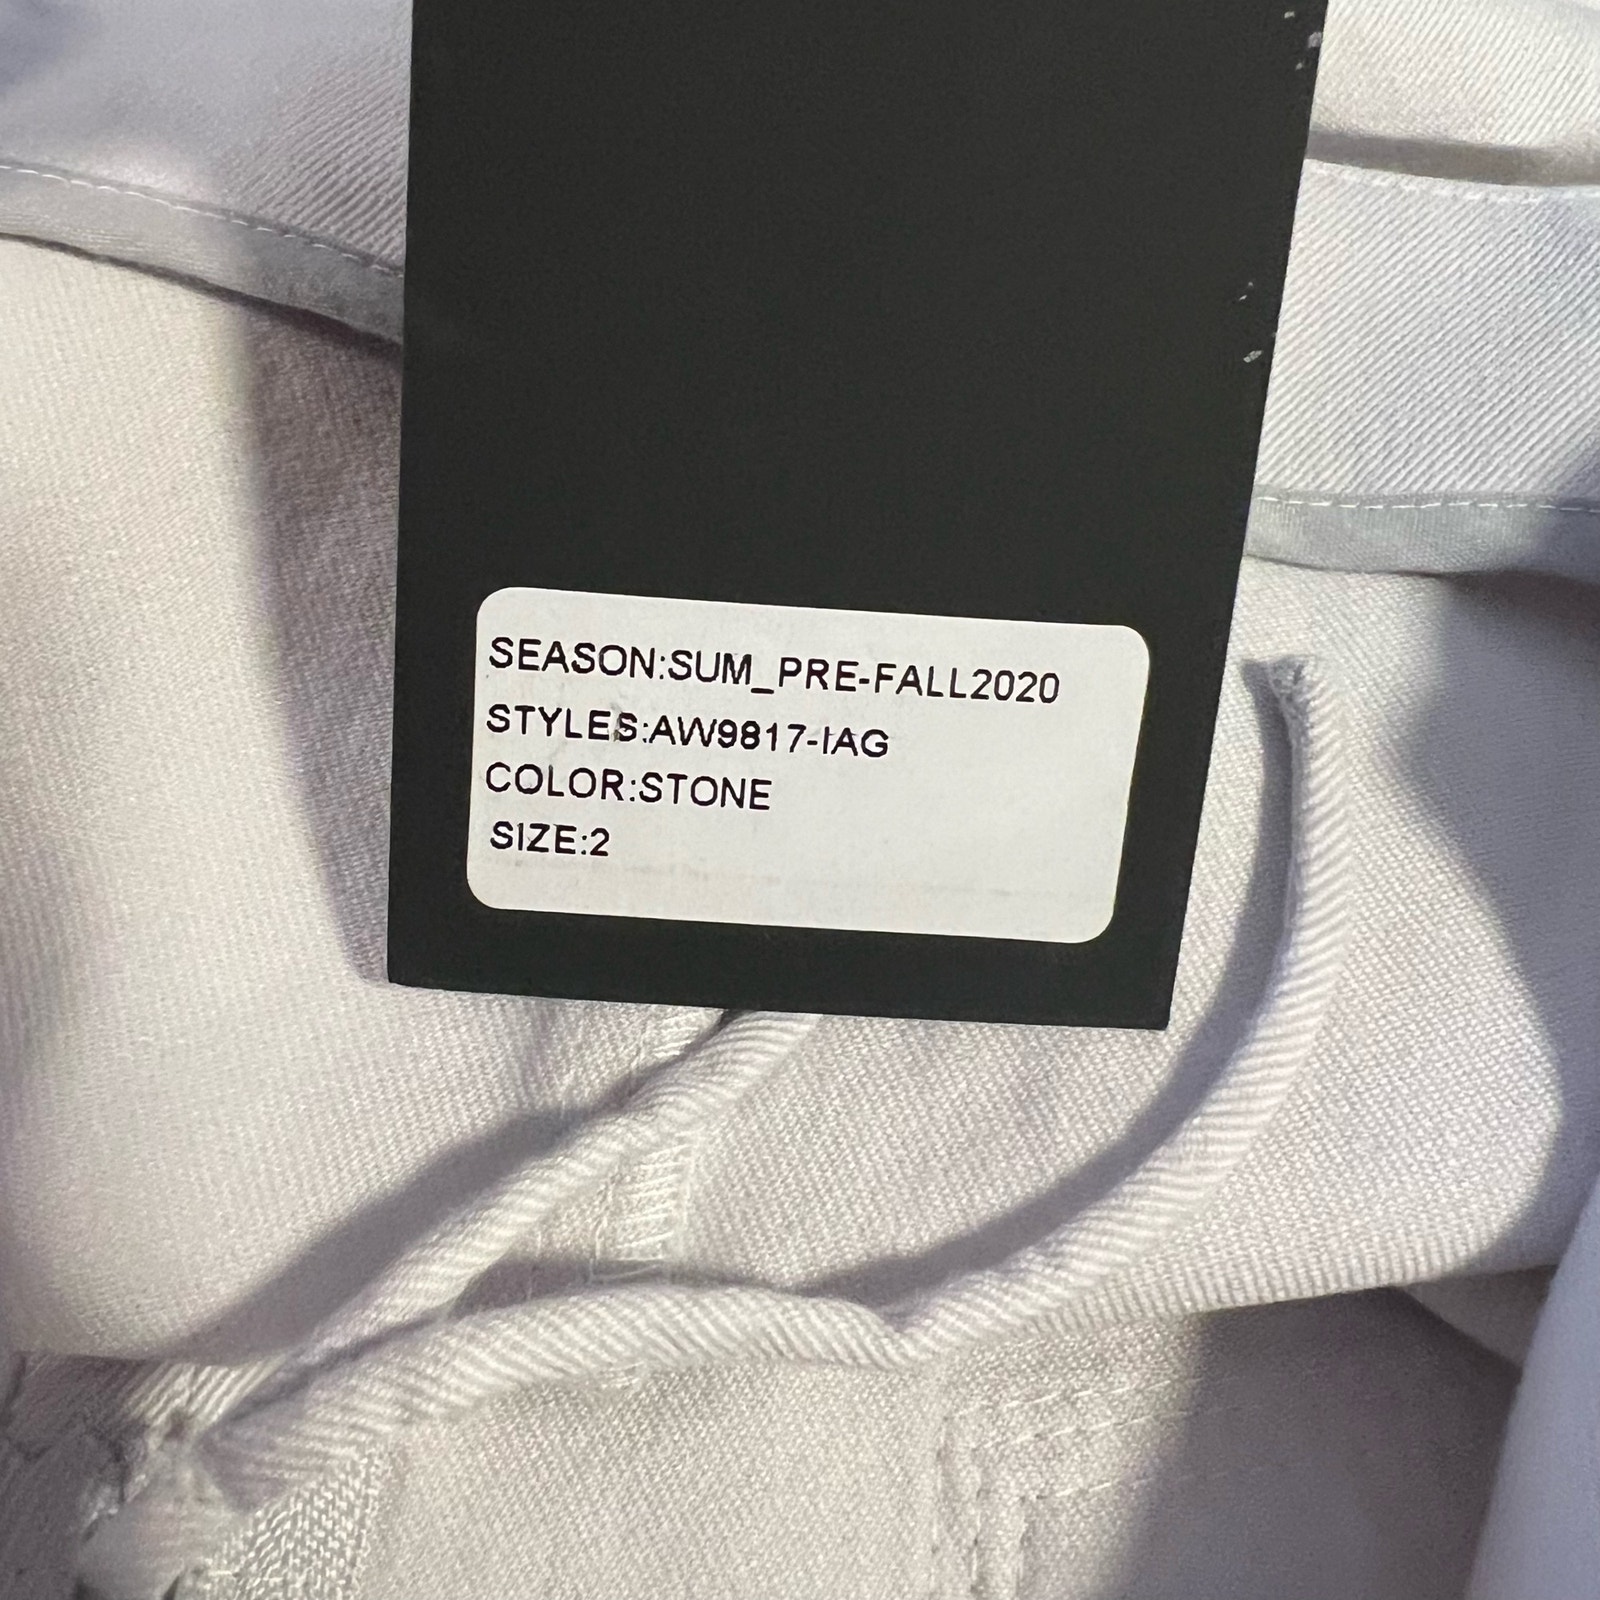 SEASON:SUM_PRE-FALL2020
STYLES:AW9817-IAG
COLOR:STONE
SIZE:2